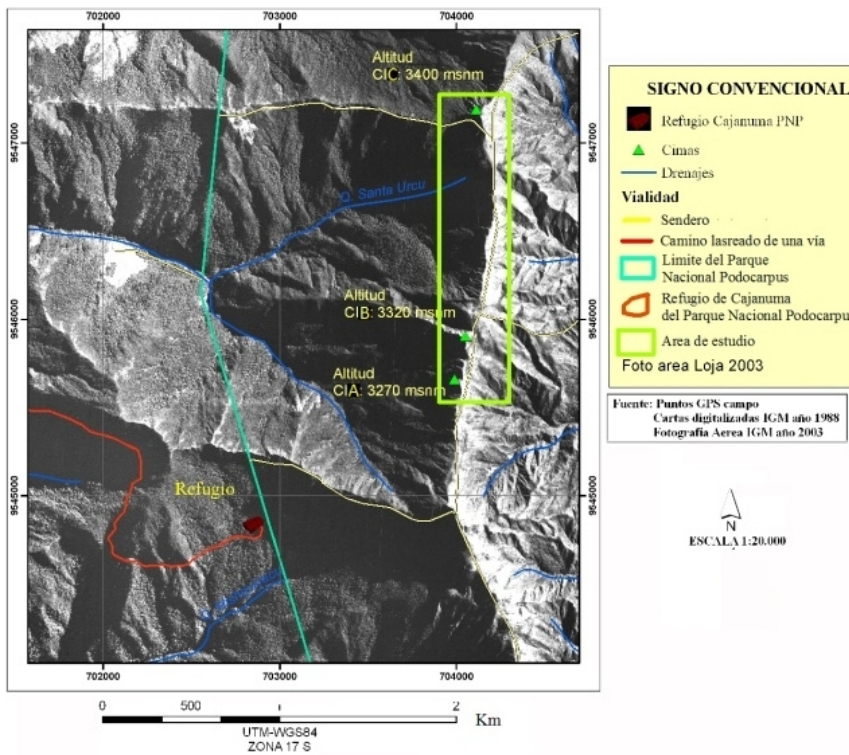 702000 703000 704000
Altitud
CIC: 3400 msnm
9547000 9547000
Q. Santa Urcu
Altitud
CIB: 3320 msnm
9546000 9546000
Altitud
CIA: 3270 msnm
Refugio
9545000 9545000
702000 703000 704000
0 500 2 Km
UTM-WGS84
ZONA 17 S
SIGNO CONVENCIONAL
Refugio Cajanuma PNP
Cimas
Drenajes
Vialidad
Sendero
Camino lasreado de una vía
Limite del Parque
Nacional Podocarpus
Refugio de Cajanuma
del Parque Nacional Podocarpu
Area de estudio
Foto area Loja 2003
Fuente: Puntos GPS campo
Cartas digitalizadas IGM año 1988
Fotografia Aerea IGM año 2003
N
ESCALA 1:20.000